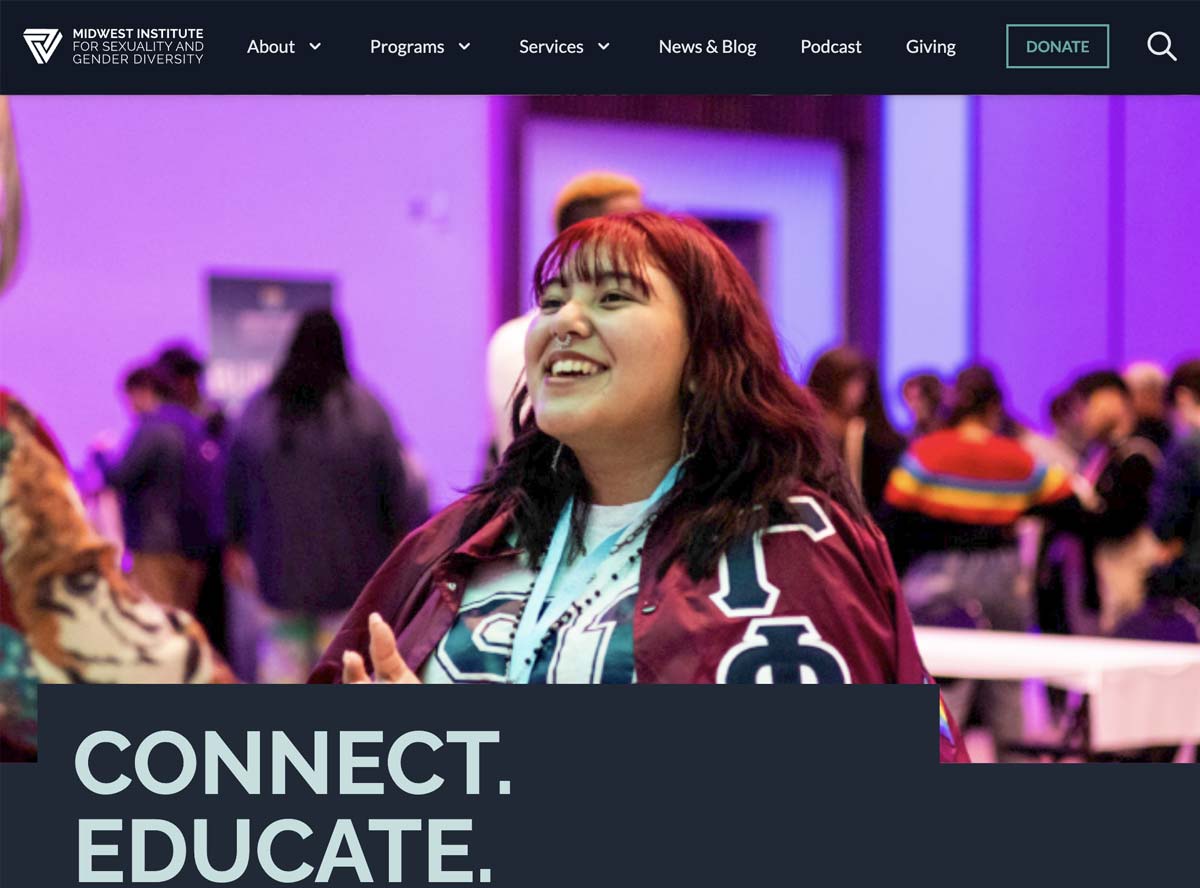 MIDWEST INSTITUTE
FOR SEXUALITY AND
GENDER DIVERSITY
About
Programs
Services
News & Blog
Podcast
Giving
DONATE
Γ
Φ
CONNECT.
EDUCATE.